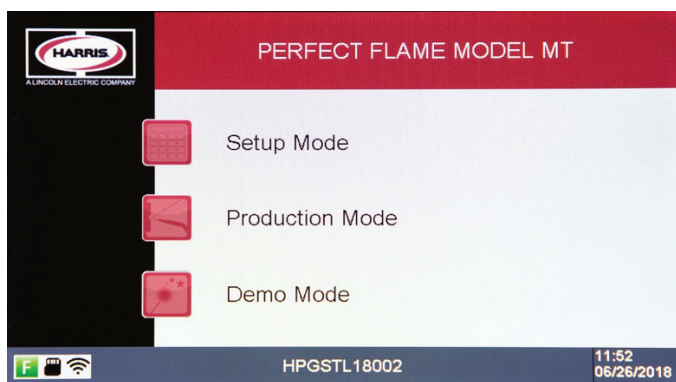 HARRIS.
A LINCOLN ELECTRIC COMPANY
PERFECT FLAME MODEL MT
Setup Mode
Production Mode
Demo Mode
F
HPGSTL18002
11:52
06/26/2018